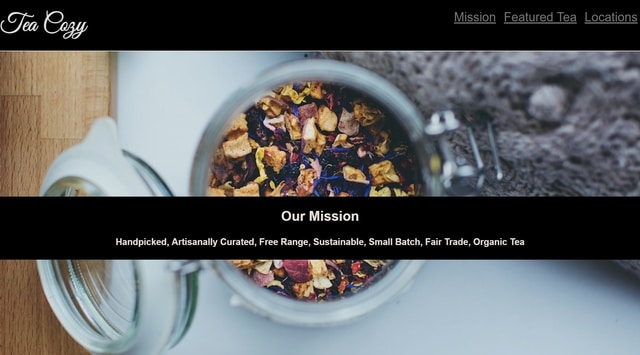 Tea Cozy
Mission Featured Tea Locations
Our Mission
Handpicked, Artisanally Curated, Free Range, Sustainable, Small Batch, Fair Trade, Organic Tea